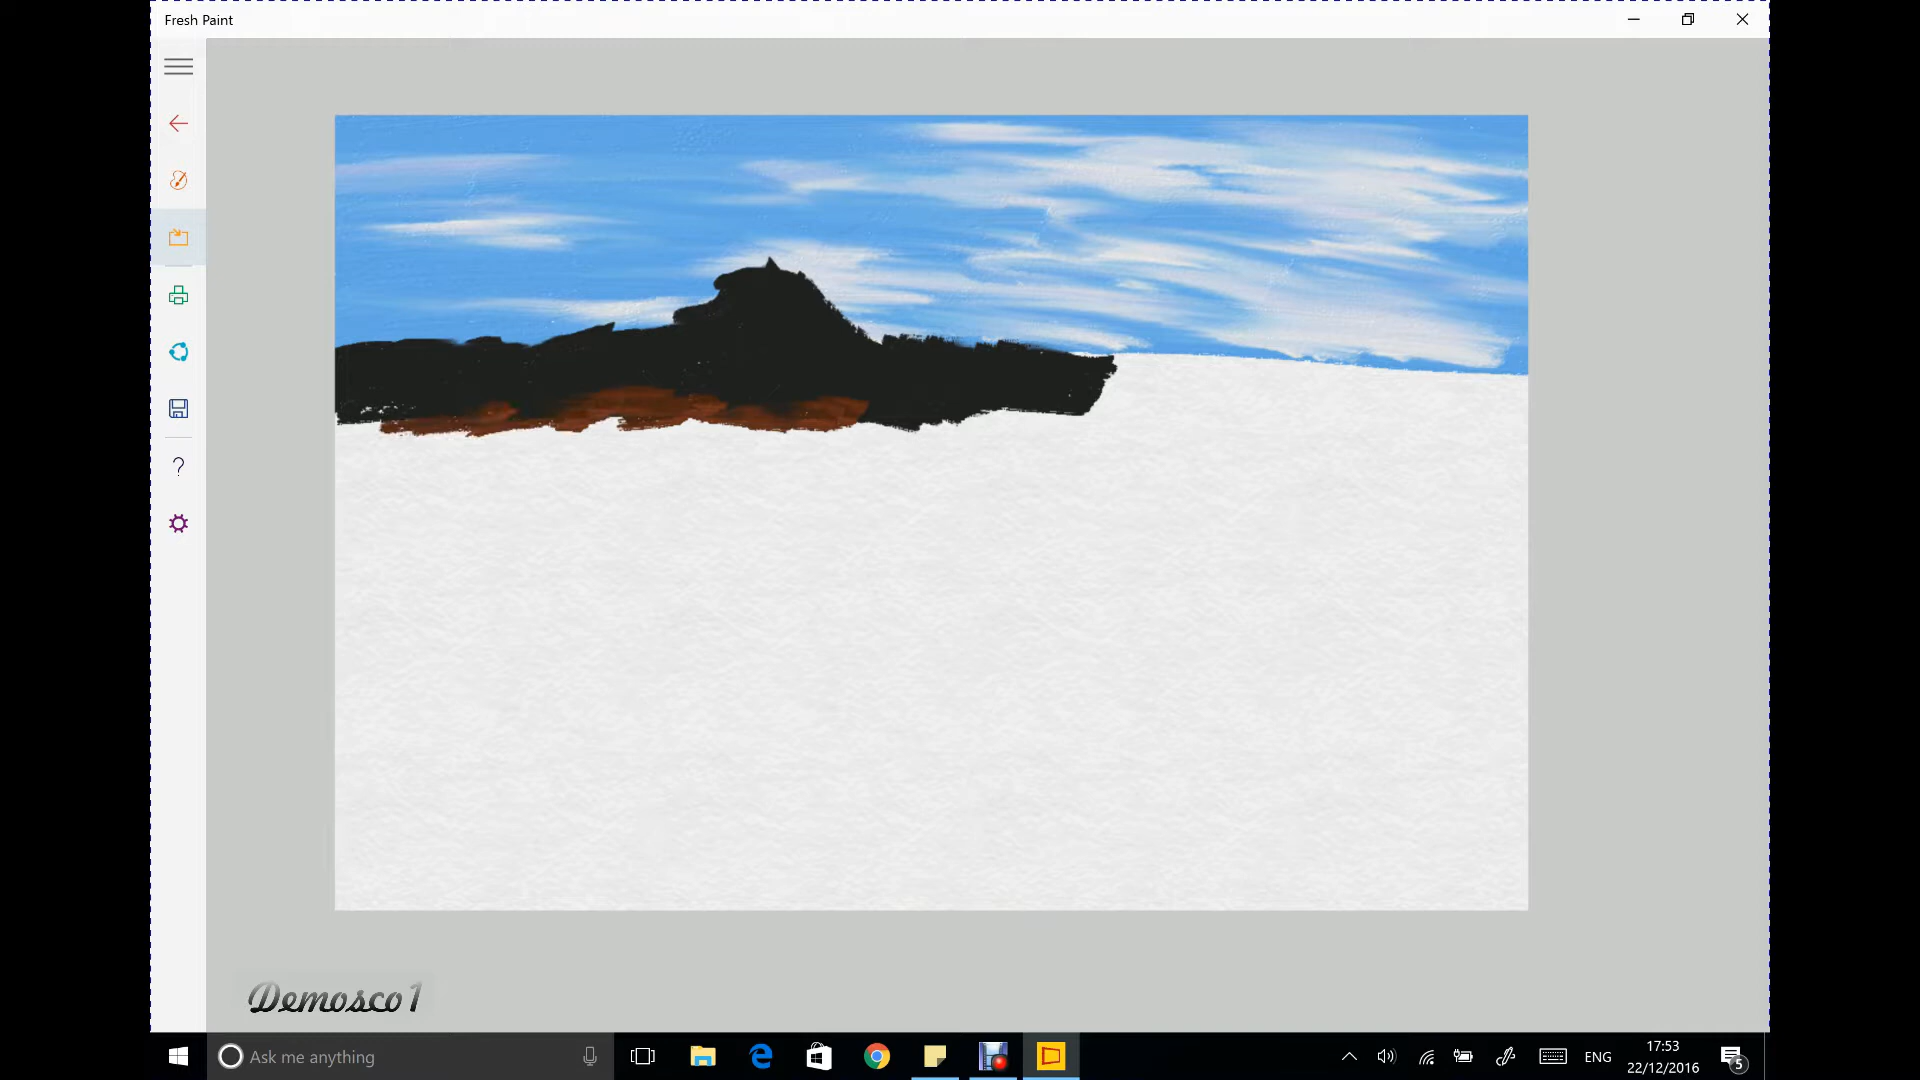 Fresh Paint
Demosco1
Ask me anything
ENG
17:53
22/12/2016
5